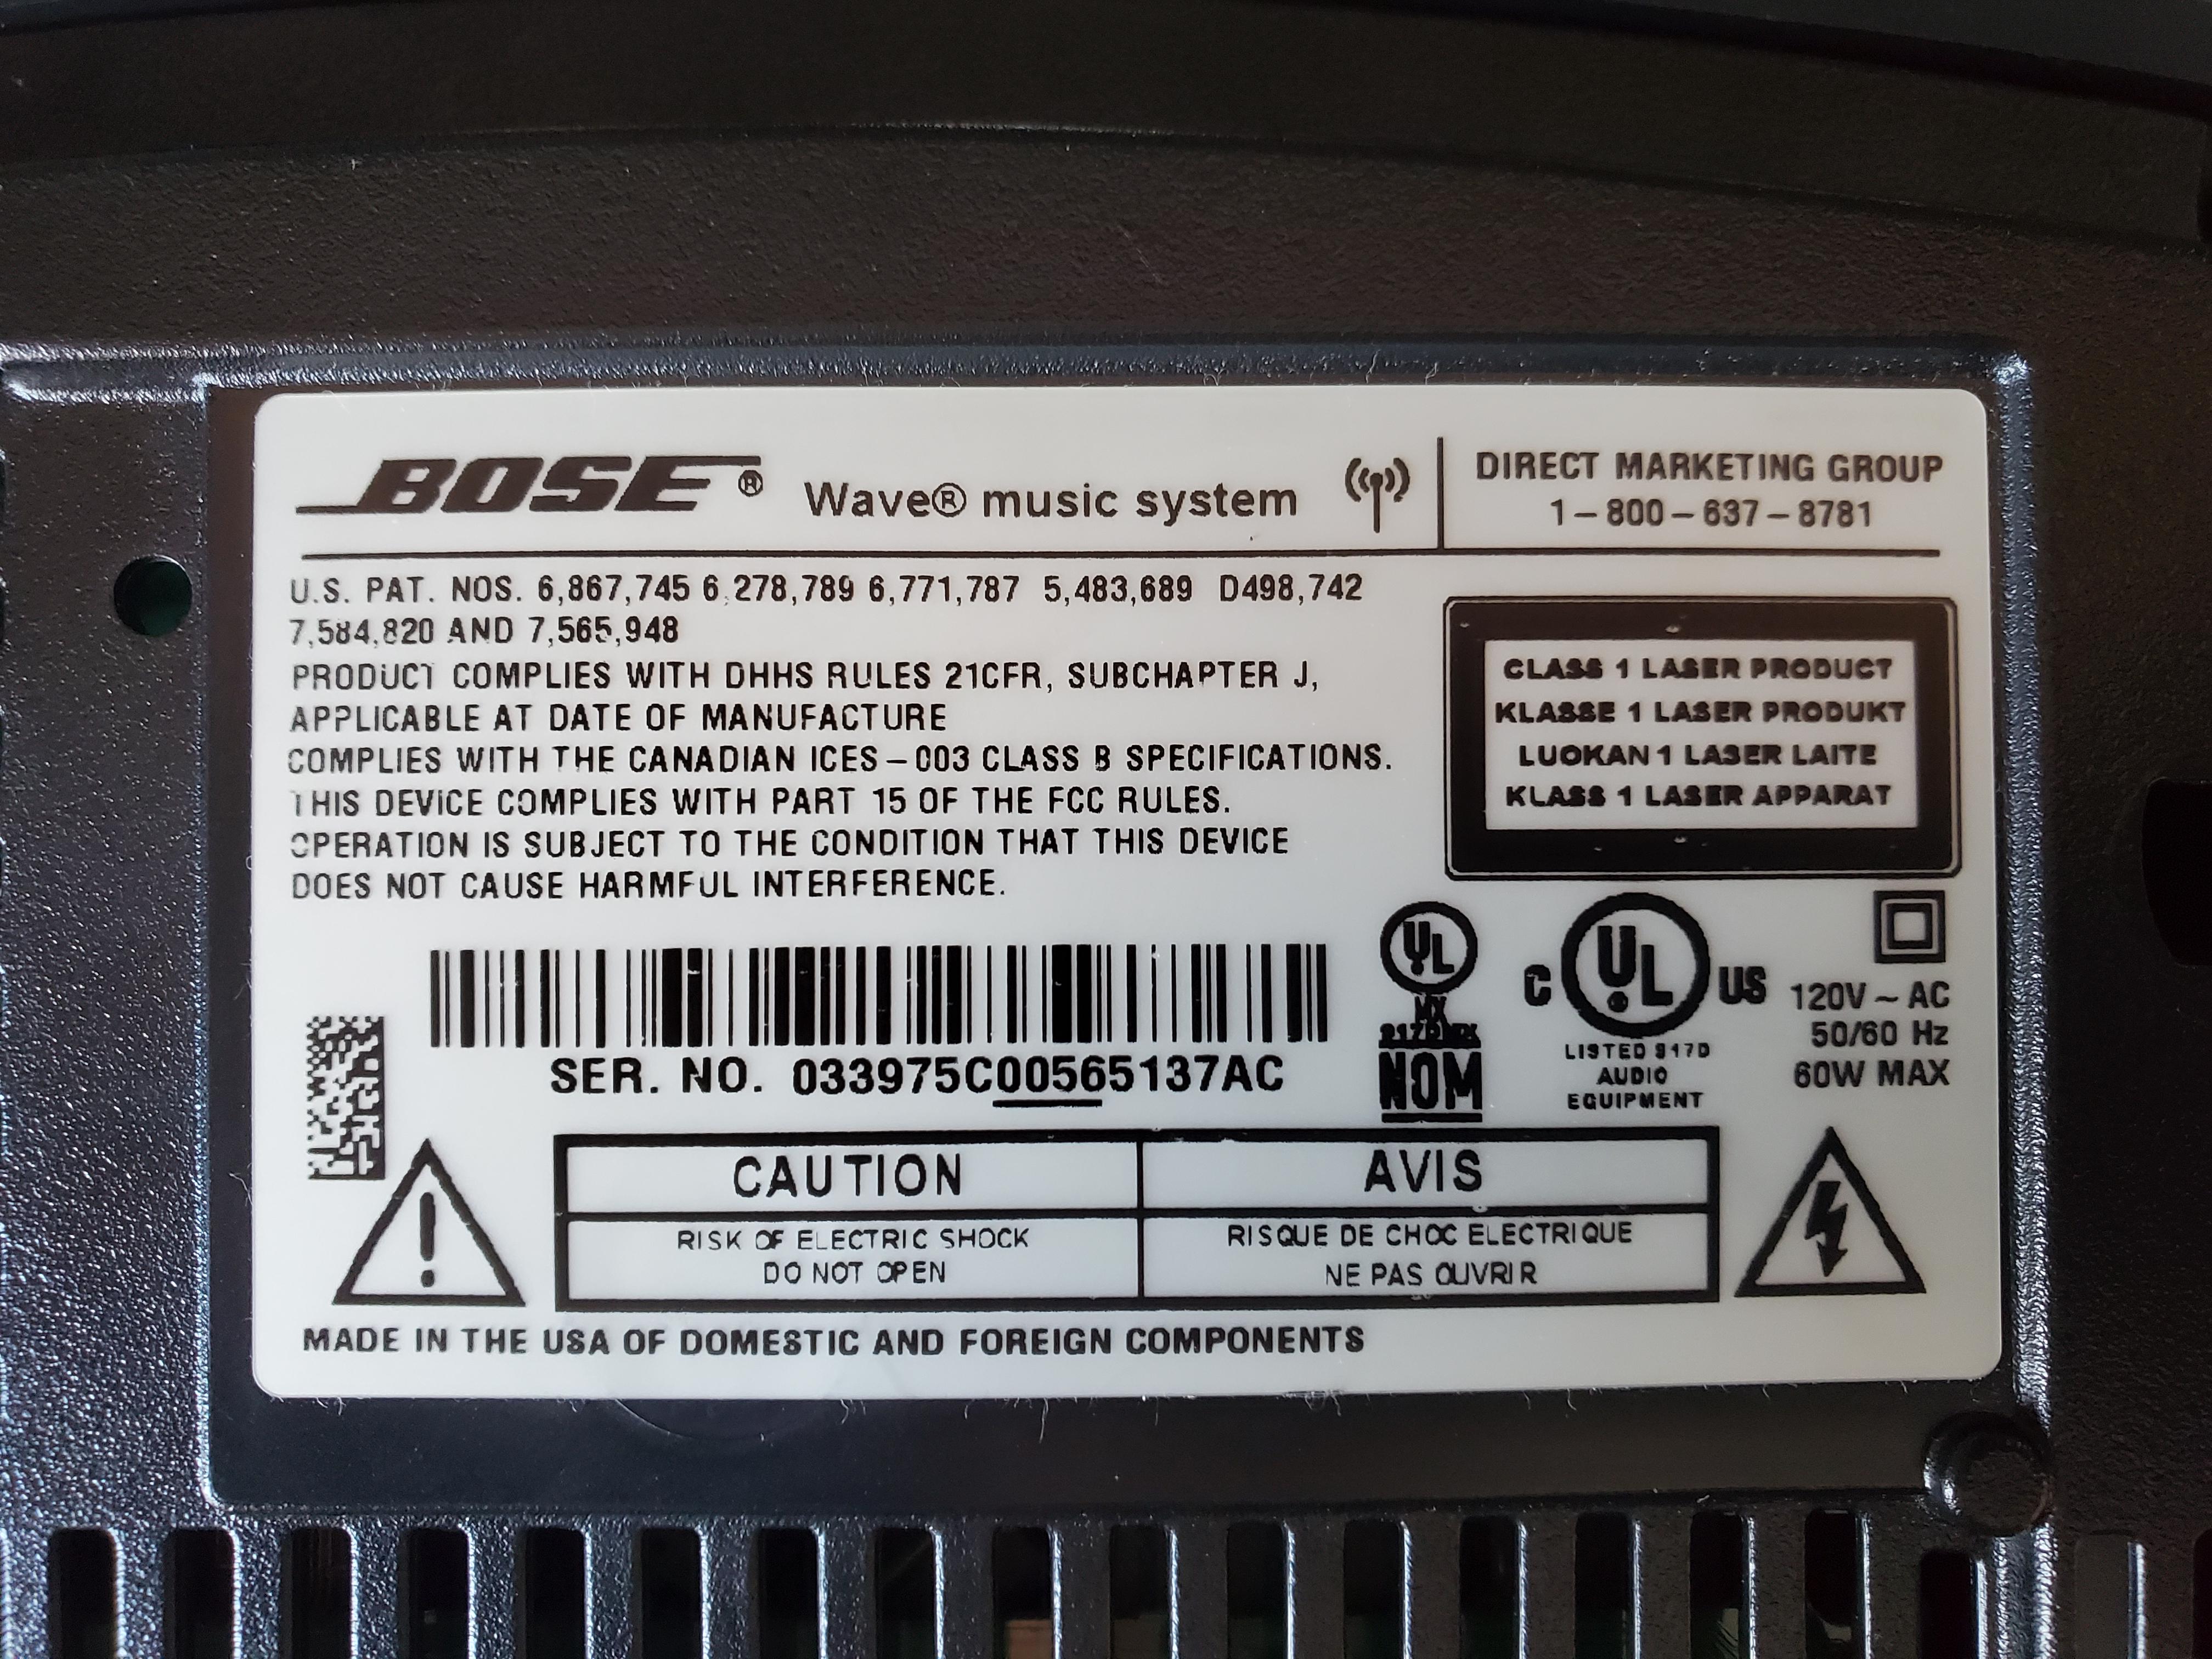 BOSE® Wave® music system
DIRECT MARKETING GROUP
1-800-637-8781
U.S. PAT. NOS. 6,867,745 6,278,789 6,771,787 5,483,689 D498,742
7,584,820 AND 7,565,948
PRODUCT COMPLIES WITH DHHS RULES 21CFR, SUBCHAPTER J,
APPLICABLE AT DATE OF MANUFACTURE
COMPLIES WITH THE CANADIAN ICES-003 CLASS B SPECIFICATIONS.
THIS DEVICE COMPLIES WITH PART 15 OF THE FCC RULES.
OPERATION IS SUBJECT TO THE CONDITION THAT THIS DEVICE
DOES NOT CAUSE HARMFUL INTERFERENCE.
CLASS 1 LASER PRODUCT
KLASSE 1 LASER PRODUKT
LUOKAN 1 LASER LAITE
KLASS 1 LASER APPARAT
SER. NO. 033975C00565137AC
UL
MX
NOM
C UL® US
LISTED 917D
AUDIO
EQUIPMENT
120V ~ AC
50/60 Hz
60W MAX
CAUTION
RISK OF ELECTRIC SHOCK
DO NOT OPEN
AVIS
RISQUE DE CHOC ELECTRIQUE
NE PAS OUVRIR
MADE IN THE USA OF DOMESTIC AND FOREIGN COMPONENTS